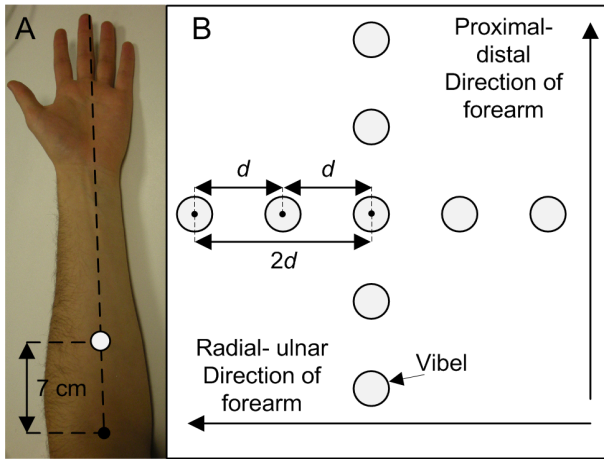 A
7 cm
B
Proximal-
distal
Direction of
forearm
d
d
2d
Radial- ulnar
Direction of
forearm
Vibel